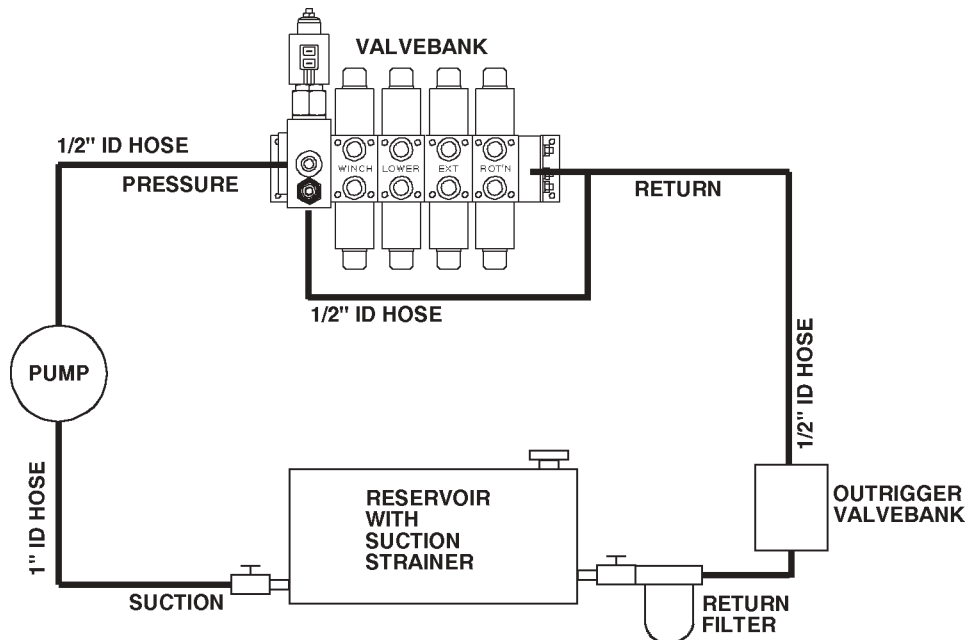 VALVEBANK
1/2" ID HOSE
PRESSURE
WINCH
LOWER
EXT
ROT'N
RETURN
1/2" ID HOSE
PUMP
1/2" ID HOSE
1" ID HOSE
RESERVOIR
WITH
SUCTION
STRAINER
OUTRIGGER
VALVEBANK
SUCTION
RETURN
FILTER